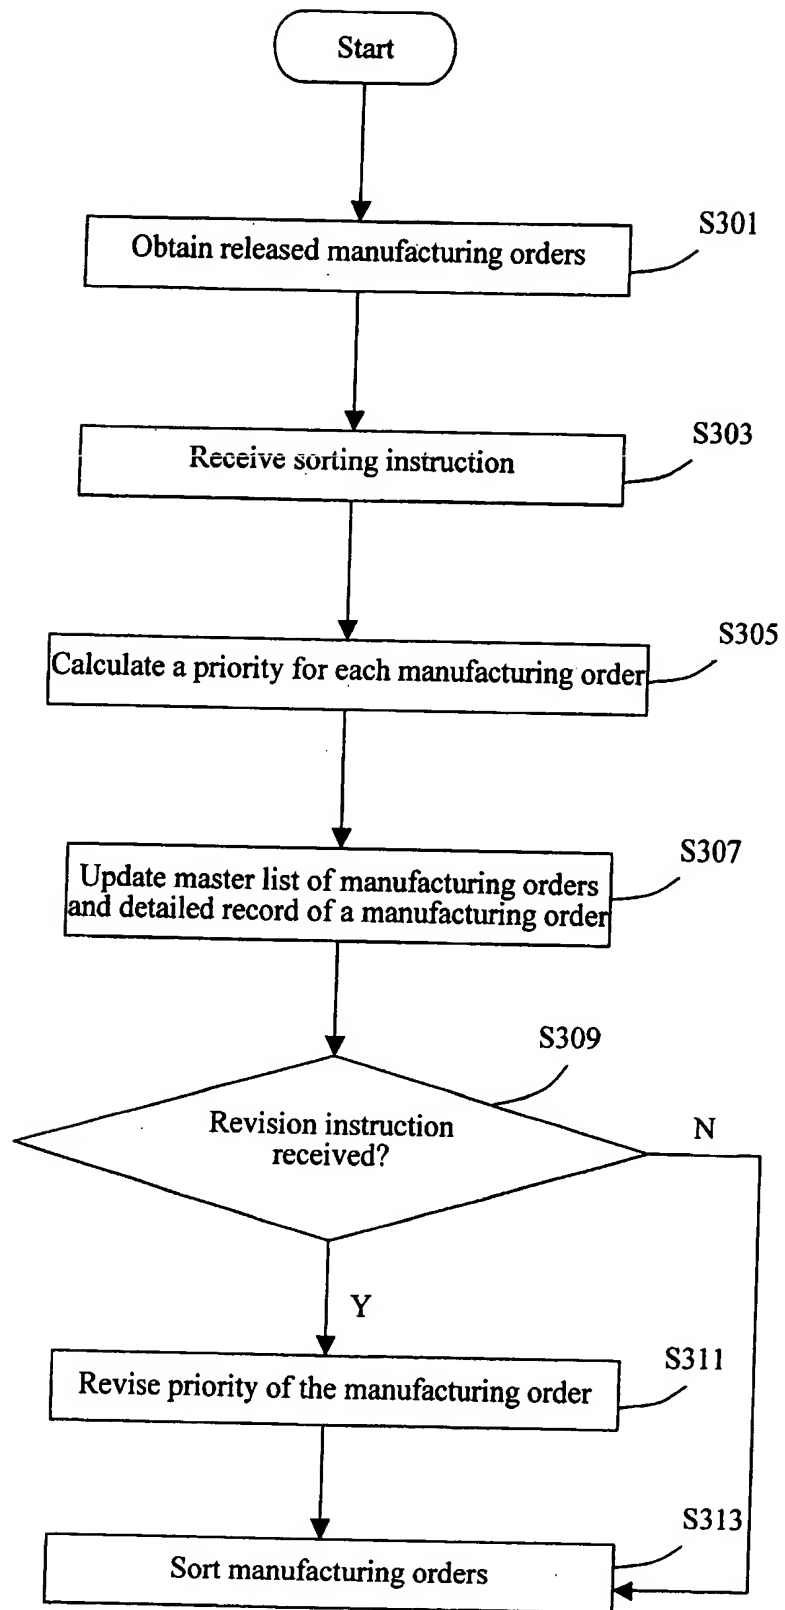 Start
S301
Obtain released manufacturing orders
S303
Receive sorting instruction
S305
Calculate a priority for each manufacturing order
S307
Update master list of manufacturing orders
and detailed record of a manufacturing order
S309
Revision instruction
received?
N
Y
S311
Revise priority of the manufacturing order
S313
Sort manufacturing orders